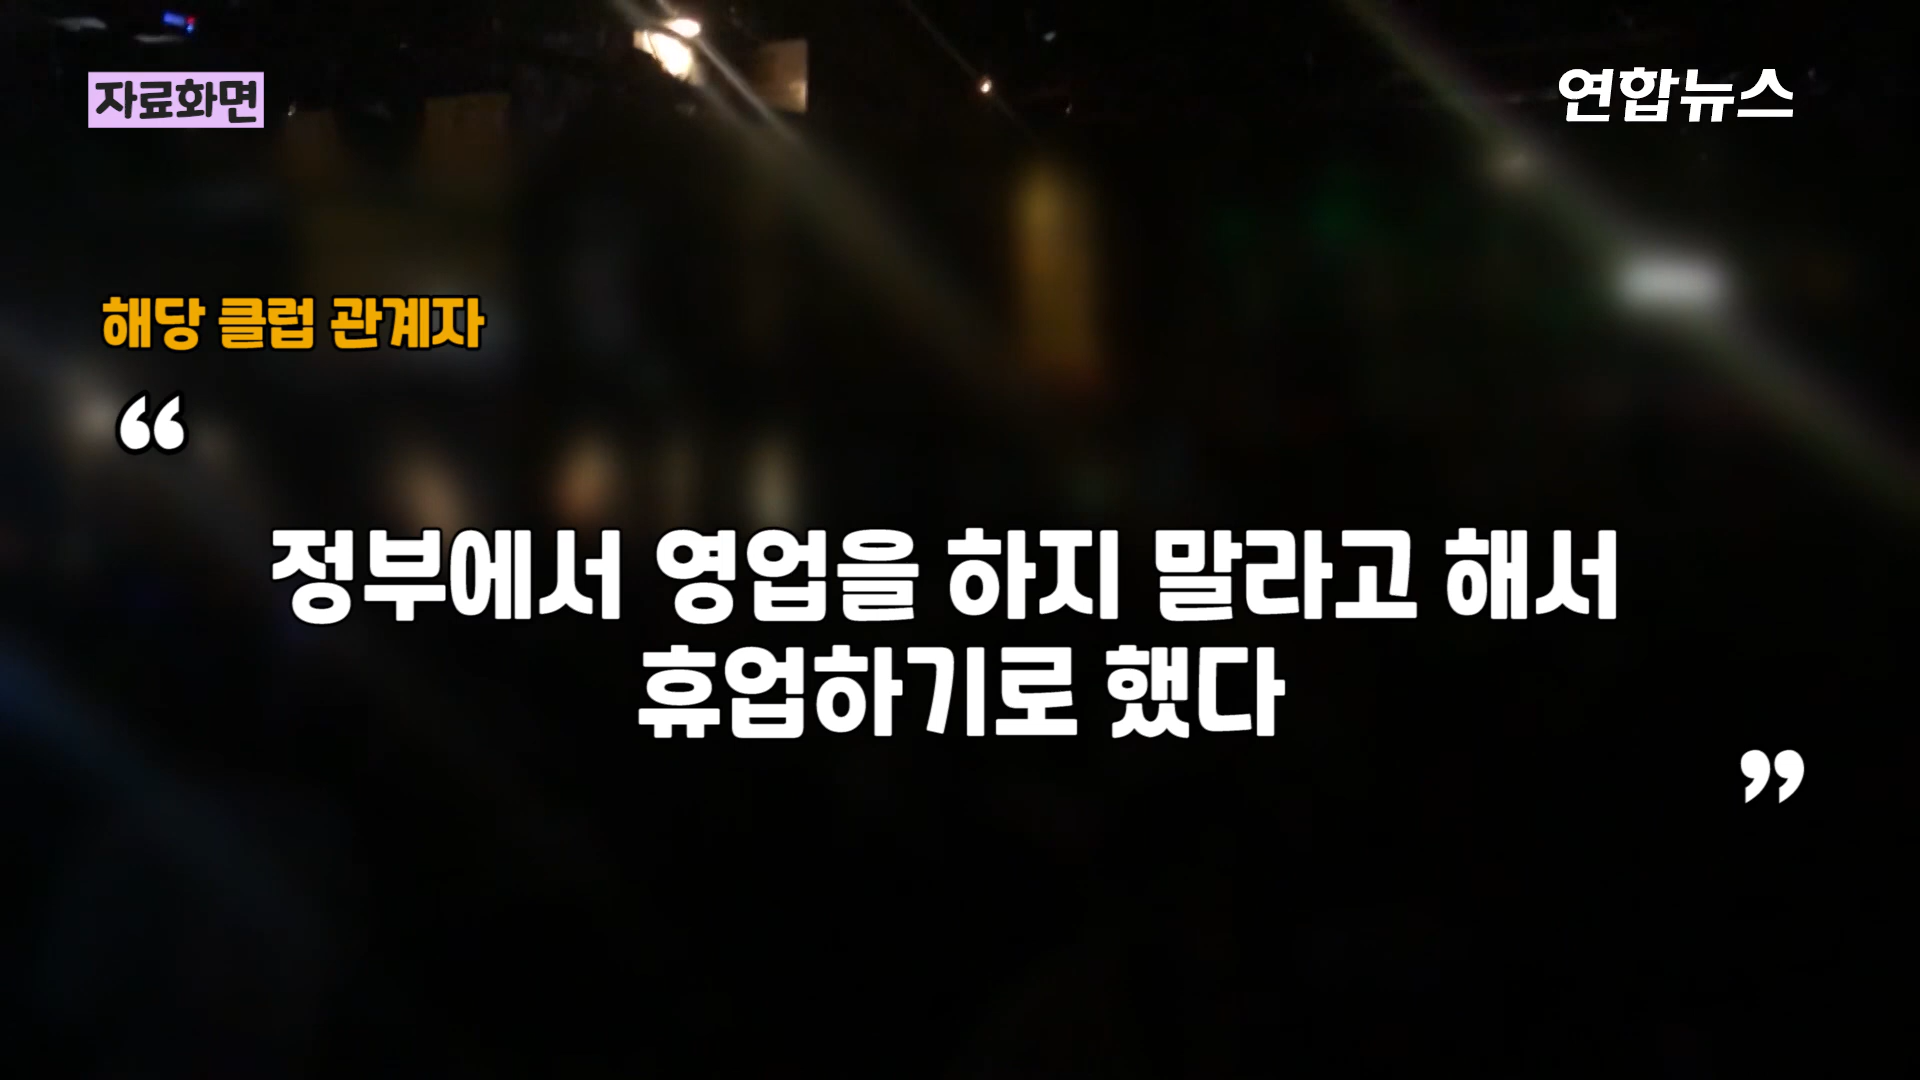 자료화면
연합뉴스
해당 클럽 관계자
“
정부에서 영업을 하지 말라고 해서
휴업하기로 했다
”